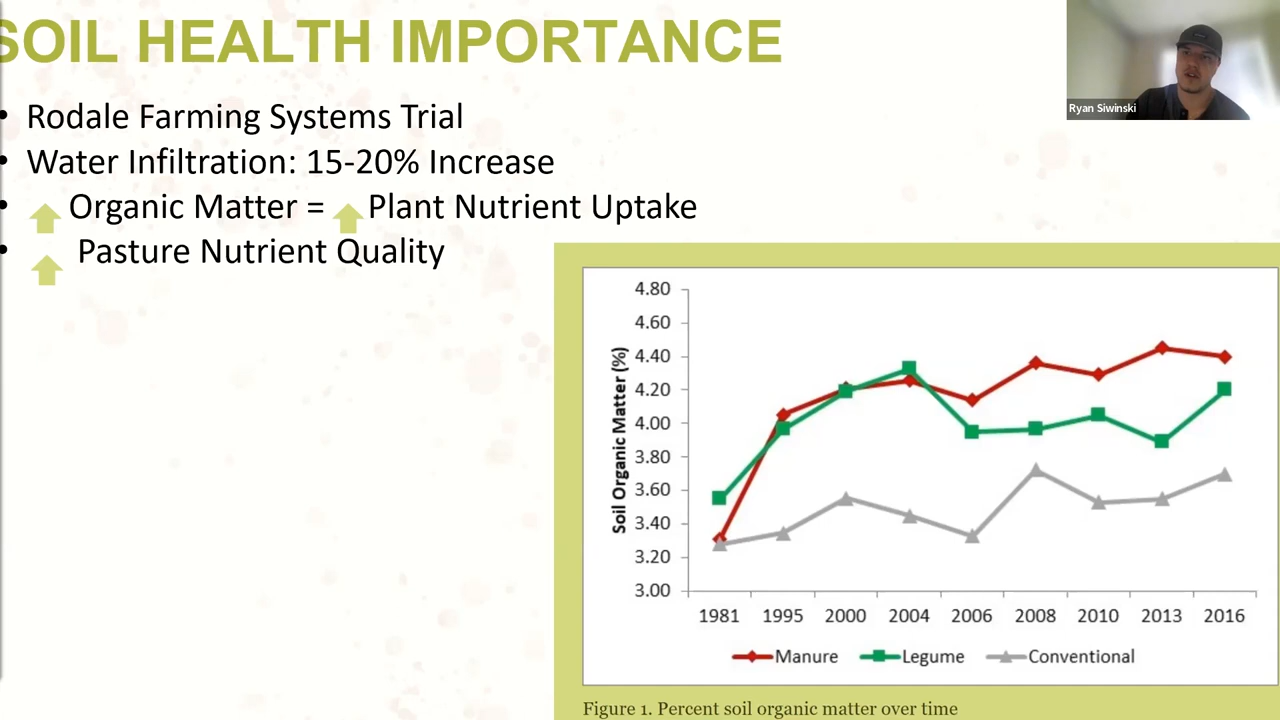 SOIL HEALTH IMPORTANCE
Ryan Siwinski
• Rodale Farming Systems Trial
• Water Infiltration: 15-20% Increase
• Organic Matter = Plant Nutrient Uptake
• Pasture Nutrient Quality
4.80
4.60
4.40
4.20
4.00
3.80
3.60
3.40
3.20
3.00
Soil Organic Matter (%)
1981 1995 2000 2004 2006 2008 2010 2013 2016
Manure Legume Conventional
Figure 1. Percent soil organic matter over time